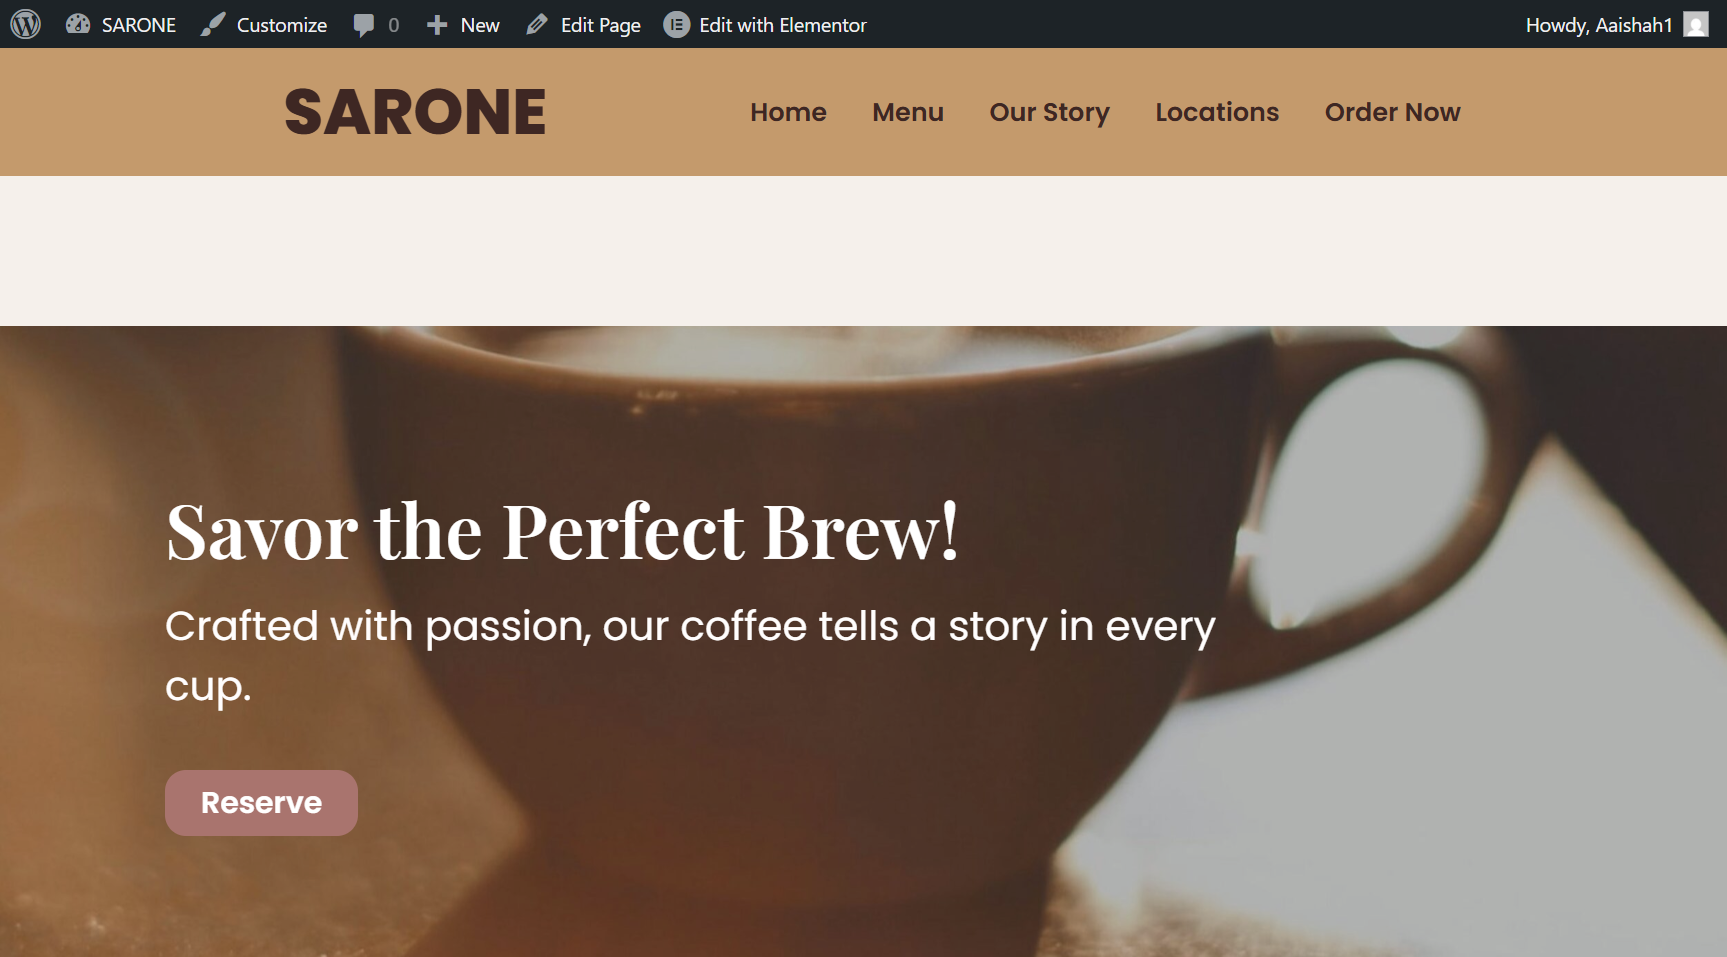 SARONE Customize 0 New Edit Page Edit with Elementor Howdy, Aaishah1
SARONE Home Menu Our Story Locations Order Now
Savor the Perfect Brew!
Crafted with passion, our coffee tells a story in every
cup.
Reserve